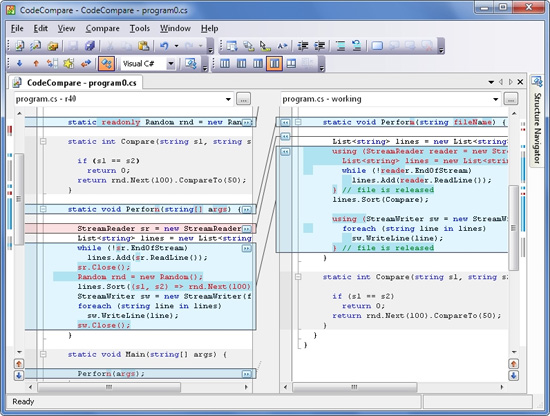 CodeCompare - CodeCompare - program0.cs
File Edit View Compare Tools Window Help
Visual C#
CodeCompare - program0.cs
program.cs - r40
static readonly Random rnd = new Ran
static int Compare(string s1, string s
if (s1 == s2)
return 0;
return rnd.Next(100).CompareTo(50);
}
static void Perform(string[] args) {
StreamReader sr = new StreamReader
List<string> lines = new List<string
while (!sr.EndOfStream)
lines.Add(sr.ReadLine());
sr.Close();
Random rnd = new Random();
lines.Sort((s1, s2) => rnd.Next(100)
StreamWriter sw = new StreamWriter(f
foreach (string line in lines)
sw.WriteLine(line);
sw.Close();
}
static void Main(string[] args) {
Perform(args);
program.cs - working
static void Perform(string fileName) {
List<string> lines = new List<string
using (StreamReader reader = new Str
List<string> lines = new List<stri
while (!reader.EndOfStream)
lines.Add(reader.ReadLine());
} // file is released
lines.Sort(Compare);
using (StreamWriter sw = new StreamW
foreach (string line in lines)
sw.WriteLine(line);
} // file is released
}
static int Compare(string s1, string s
if (s1 == s2)
return 0;
return rnd.Next(100).CompareTo(50);
}
}
}
Structure Navigator
Ready